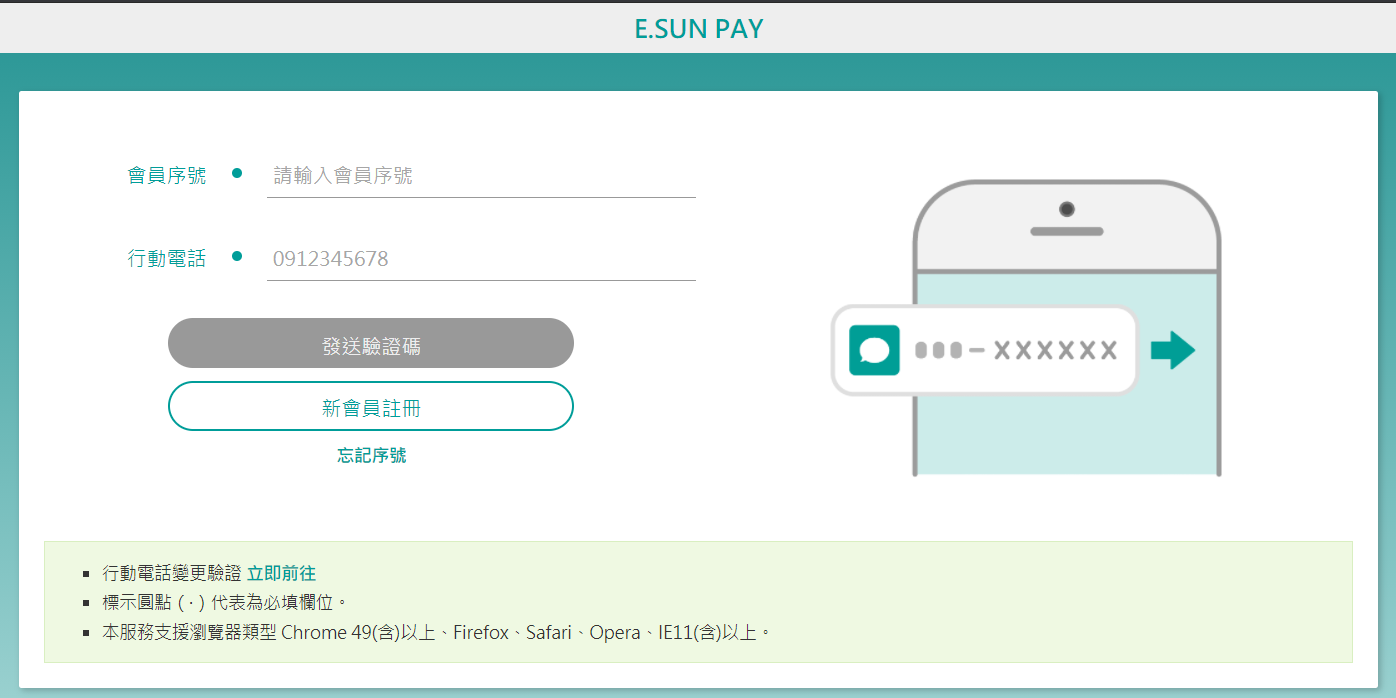 E.SUN PAY
會員序號 ● 請輸入會員序號
行動電話 ● 0912345678
發送驗證碼
新會員註冊
忘記序號
XXXXXX
行動電話變更驗證 立即前往
標示圓點 (·) 代表為必填欄位。
本服務支援瀏覽器類型 Chrome 49(含)以上、Firefox、Safari、Opera、IE11(含)以上。